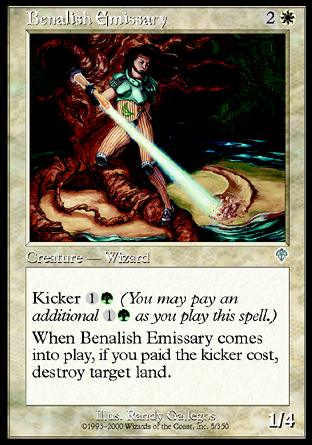 Benalish Emissary 2
Creature — Wizard
Kicker 1 (You may pay an
additional 1 as you play this spell.)
When Benalish Emissary comes
into play, if you paid the kicker cost,
destroy target land.
1/4
Illus. Randy Gallegos
©1993–2000 Wizards of the Coast, Inc. 5/350